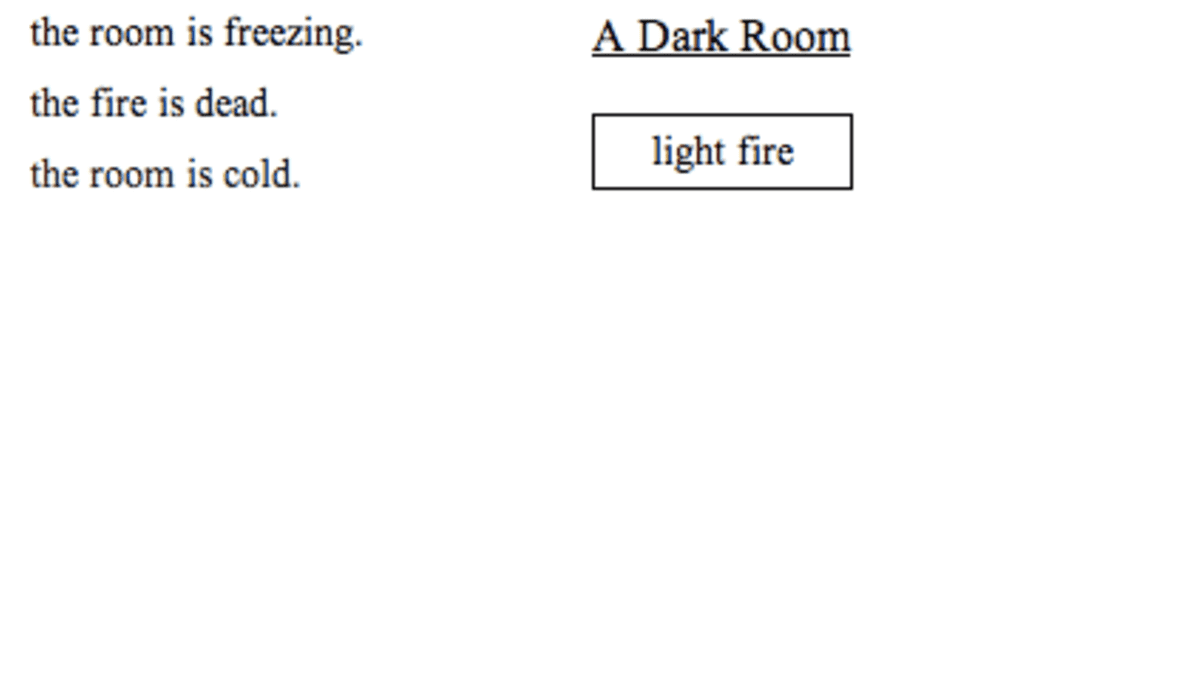 the room is freezing.
the fire is dead.
the room is cold.
A Dark Room
light fire